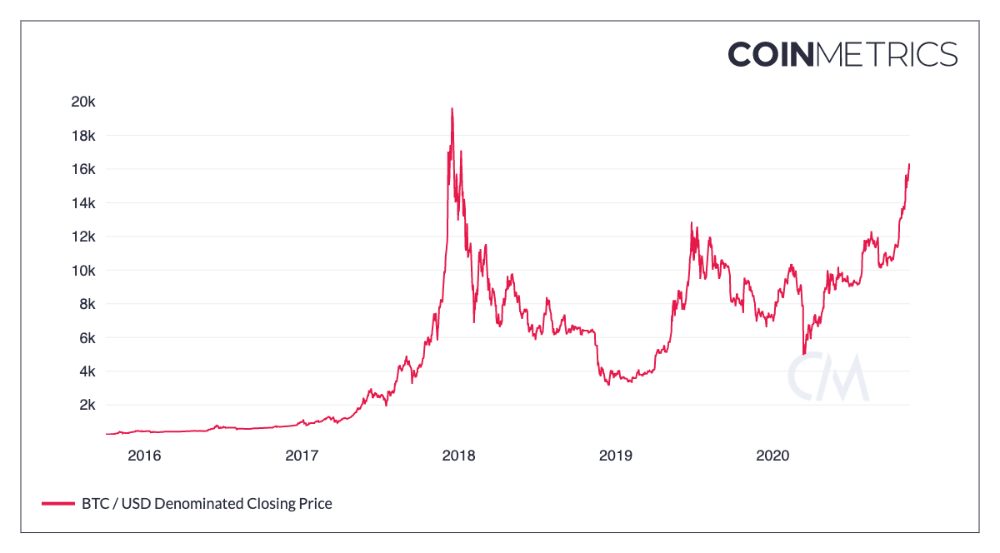 COINMETRICS
20k
18k
16k
14k
12k
10k
8k
6k
4k
2k
CM
2016 2017 2018 2019 2020
BTC / USD Denominated Closing Price